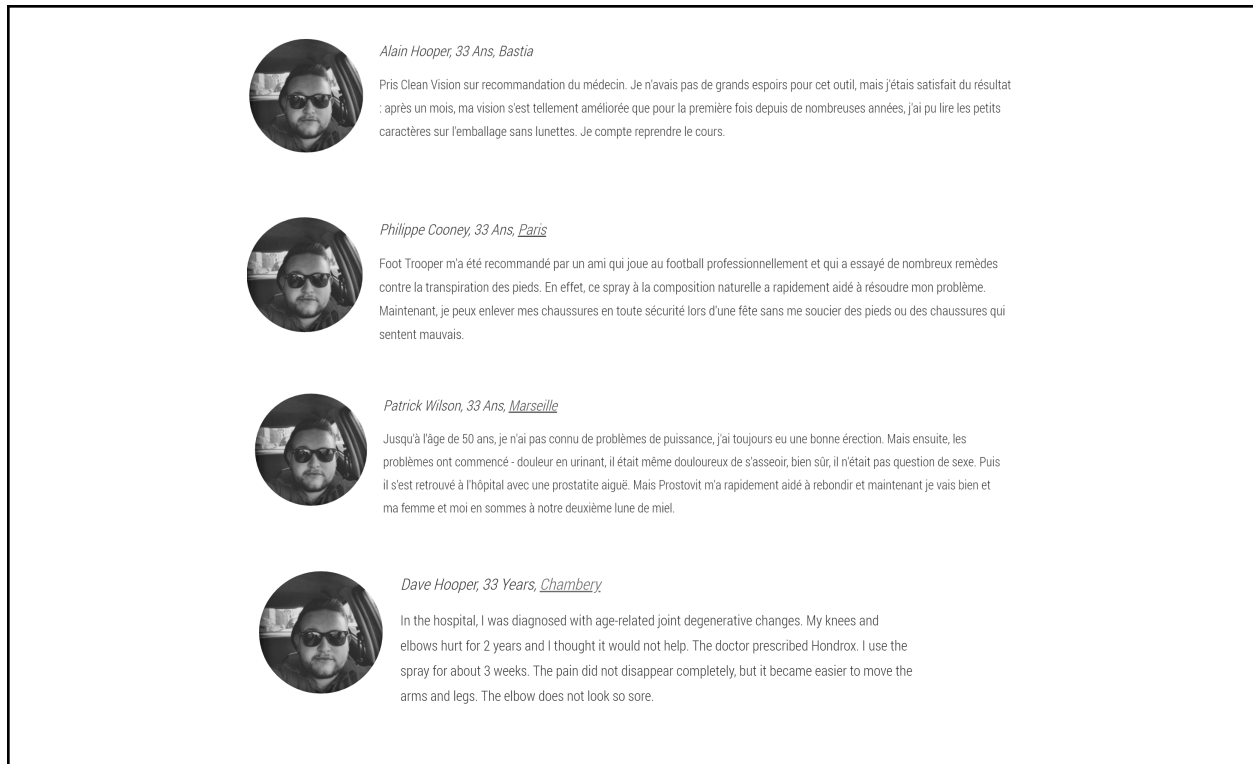 Alain Hooper, 33 Ans, Bastia
Pris Clean Vision sur recommandation du médecin. Je n'avais pas de grands espoirs pour cet outil, mais j'étais satisfait du résultat
: après un mois, ma vision s'est tellement améliorée que pour la première fois depuis de nombreuses années, j'ai pu lire les petits
caractères sur l'emballage sans lunettes. Je compte reprendre le cours.
Philippe Cooney, 33 Ans, Paris
Foot Trooper m'a été recommandé par un ami qui joue au football professionnellement et qui a essayé de nombreux remèdes
contre la transpiration des pieds. En effet, ce spray à la composition naturelle a rapidement aidé à résoudre mon problème.
Maintenant, je peux enlever mes chaussures en toute sécurité lors d'une fête sans me soucier des pieds ou des chaussures qui
sentent mauvais.
Patrick Wilson, 33 Ans, Marseille
Jusqu'à l'âge de 50 ans, je n'ai pas connu de problèmes de puissance, j'ai toujours eu une bonne érection. Mais ensuite, les
problèmes ont commencé - douleur en urinant, il était même douloureux de s'asseoir, bien sûr, il n'était pas question de sexe. Puis
il s'est retrouvé à l'hôpital avec une prostatite aiguë. Mais Prostovit m'a rapidement aidé à rebondir et maintenant je vais bien et
ma femme et moi en sommes à notre deuxième lune de miel.
Dave Hooper, 33 Years, Chambery
In the hospital, I was diagnosed with age-related joint degenerative changes. My knees and
elbows hurt for 2 years and I thought it would not help. The doctor prescribed Hondrox. I use the
spray for about 3 weeks. The pain did not disappear completely, but it became easier to move the
arms and legs. The elbow does not look so sore.